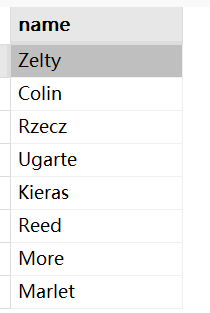 name
Zelty
Colin
Rzecz
Ugarte
Kieras
Reed
More
Marlet